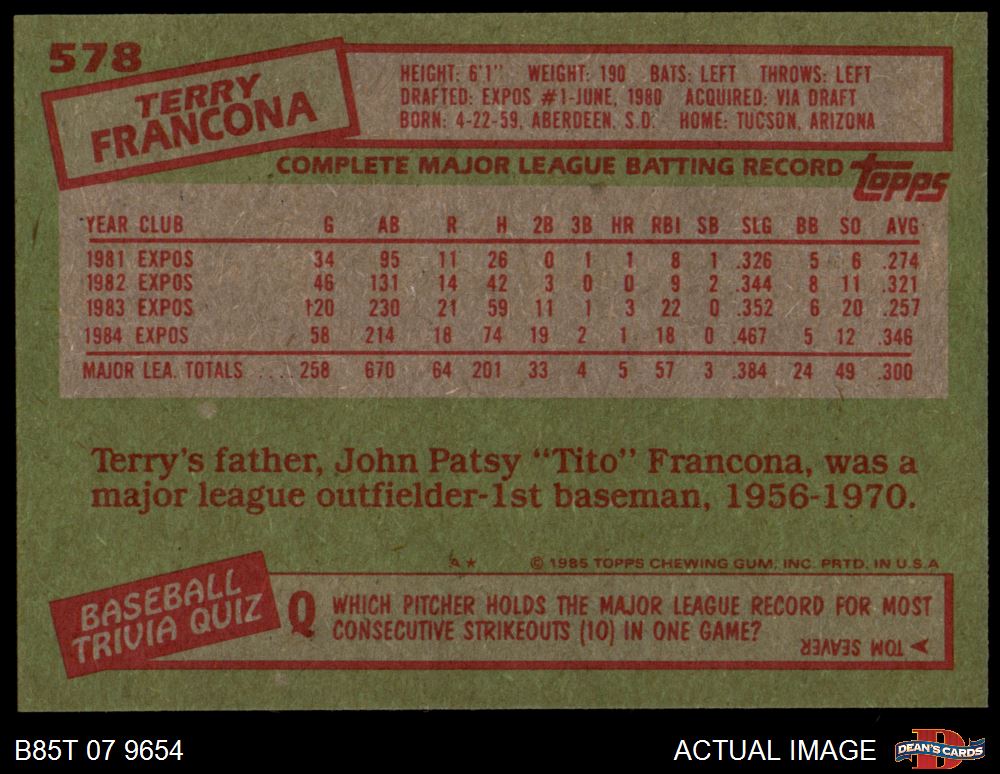 578
TERRY
FRANCONA
HEIGHT: 6'1" WEIGHT: 190 BATS: LEFT THROWS: LEFT
DRAFTED: EXPOS #1-JUNE, 1980 ACQUIRED: VIA DRAFT
BORN: 4-22-59, ABERDEEN, S.D. HOME: TUCSON, ARIZONA
COMPLETE MAJOR LEAGUE BATTING RECORD
Topps
YEAR CLUB G AB R H 2B 3B HR RBI SB SLG BB SO AVG
1981 EXPOS 34 95 11 26 0 1 1 8 1 .326 5 6 .274
1982 EXPOS 46 131 14 42 3 0 0 9 2 .344 8 11 .321
1983 EXPOS 120 230 21 59 11 1 3 22 0 .352 6 20 .257
1984 EXPOS 58 214 18 74 19 2 1 18 0 .467 5 12 .346
MAJOR LEA. TOTALS ... 258 670 64 201 33 4 5 57 3 .384 24 49 .300
Terry's father, John Patsy "Tito" Francona, was a
major league outfielder-1st baseman, 1956-1970.
A* © 1985 TOPPS CHEWING GUM, INC. PRTD. IN U.S.A
BASEBALL
TRIVIA QUIZ
Q WHICH PITCHER HOLDS THE MAJOR LEAGUE RECORD FOR MOST
CONSECUTIVE STRIKEOUTS (10) IN ONE GAME?
TOM SEAVER
B85T 07 9654
ACTUAL IMAGE
DEAN'S CARDS